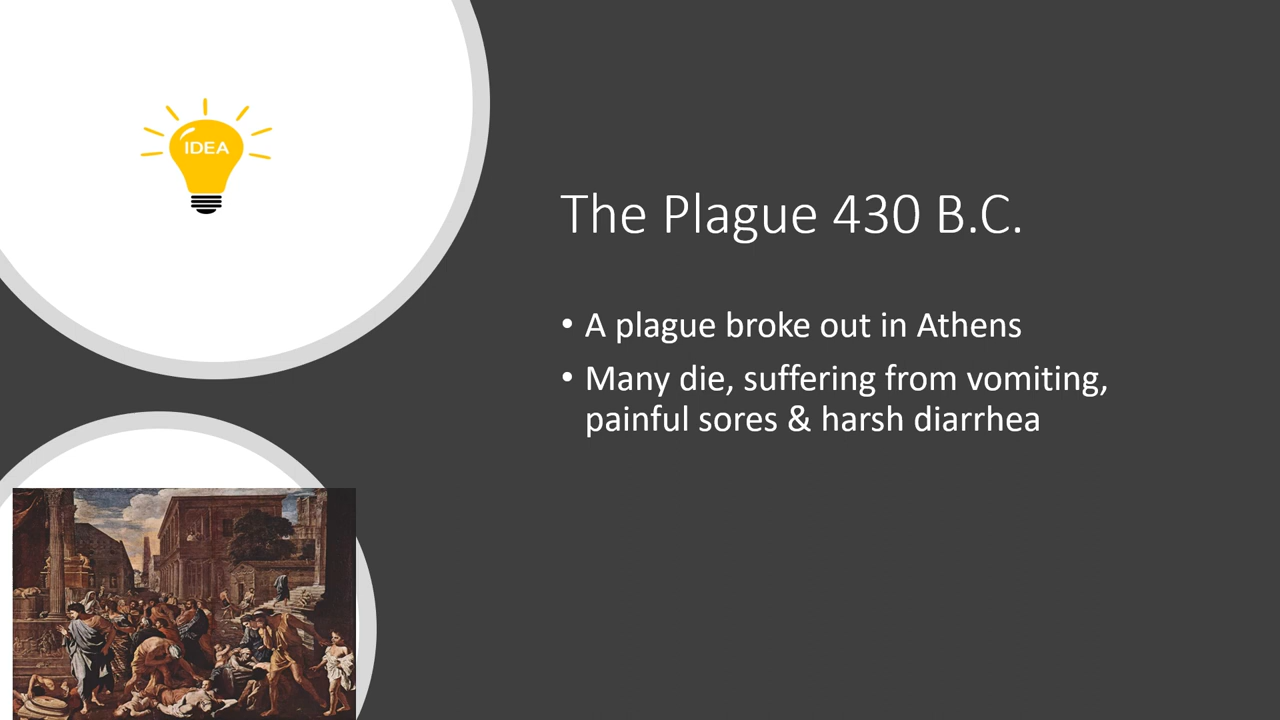 IDEA
The Plague 430 B.C.
• A plague broke out in Athens
• Many die, suffering from vomiting,
painful sores & harsh diarrhea